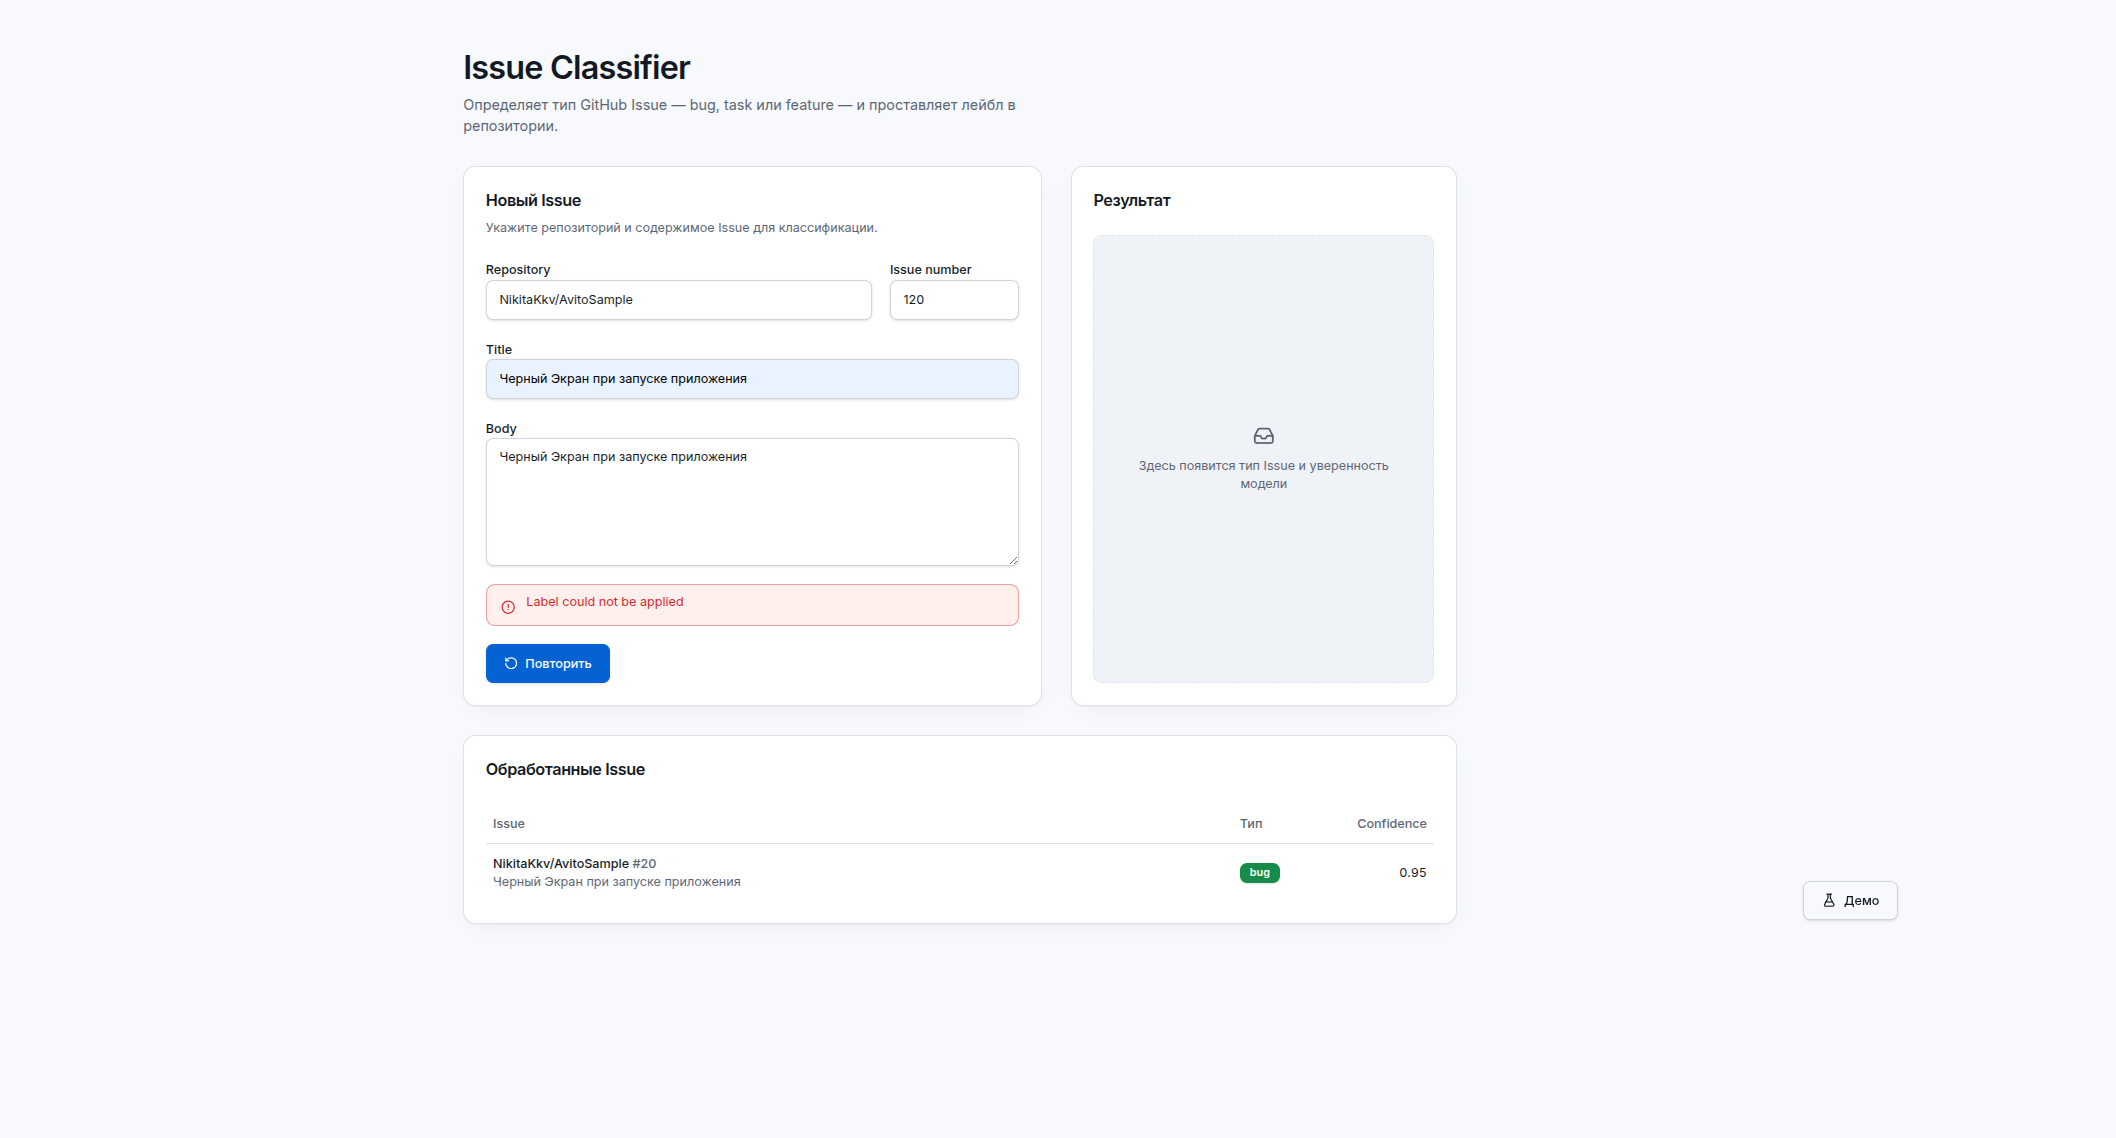 Issue Classifier
Определяет тип GitHub Issue — bug, task или feature — и проставляет лейбл в
репозитории.
Новый Issue
Укажите репозиторий и содержимое Issue для классификации.
Repository
Issue number
NikitaKkv/AvitoSample
120
Title
Черный Экран при запуске приложения
Body
Черный Экран при запуске приложения
Label could not be applied
Повторить
Результат
Здесь появится тип Issue и уверенность
модели
Обработанные Issue
Issue
Тип
Confidence
NikitaKkv/AvitoSample #20
Черный Экран при запуске приложения
bug
0.95
Демо